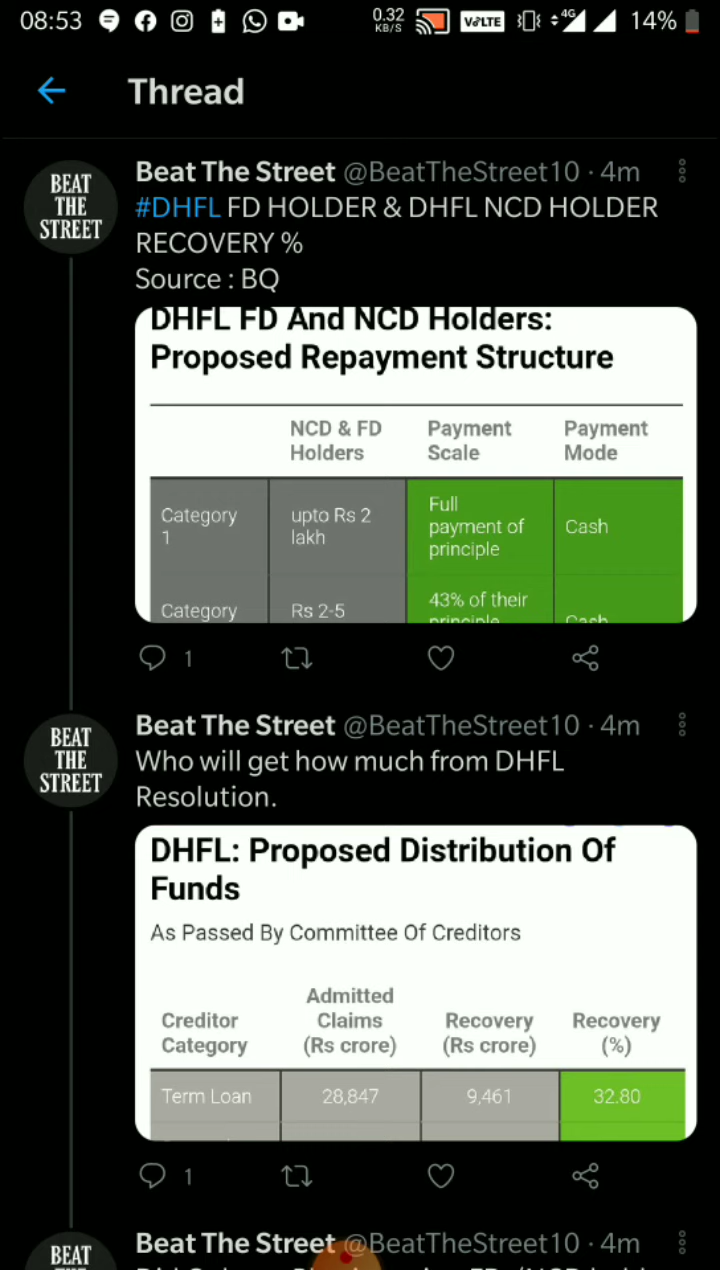 08:53 0.32 KB/S VoLTE 4G 14%
Thread
BEAT THE STREET
Beat The Street @BeatTheStreet10 · 4m
#DHFL FD HOLDER & DHFL NCD HOLDER
RECOVERY %
Source : BQ
DHFL FD And NCD Holders:
Proposed Repayment Structure
NCD & FD Holders Payment Scale Payment Mode
Category 1 upto Rs 2 lakh Full payment of principle Cash
Category Rs 2-5 43% of their principle Cash
1
BEAT THE STREET
Beat The Street @BeatTheStreet10 · 4m
Who will get how much from DHFL
Resolution.
DHFL: Proposed Distribution Of
Funds
As Passed By Committee Of Creditors
Creditor Category Admitted Claims (Rs crore) Recovery (Rs crore) Recovery (%)
Term Loan 28,847 9,461 32.80
1
BEAT
Beat The Street @BeatTheStreet10 · 4m